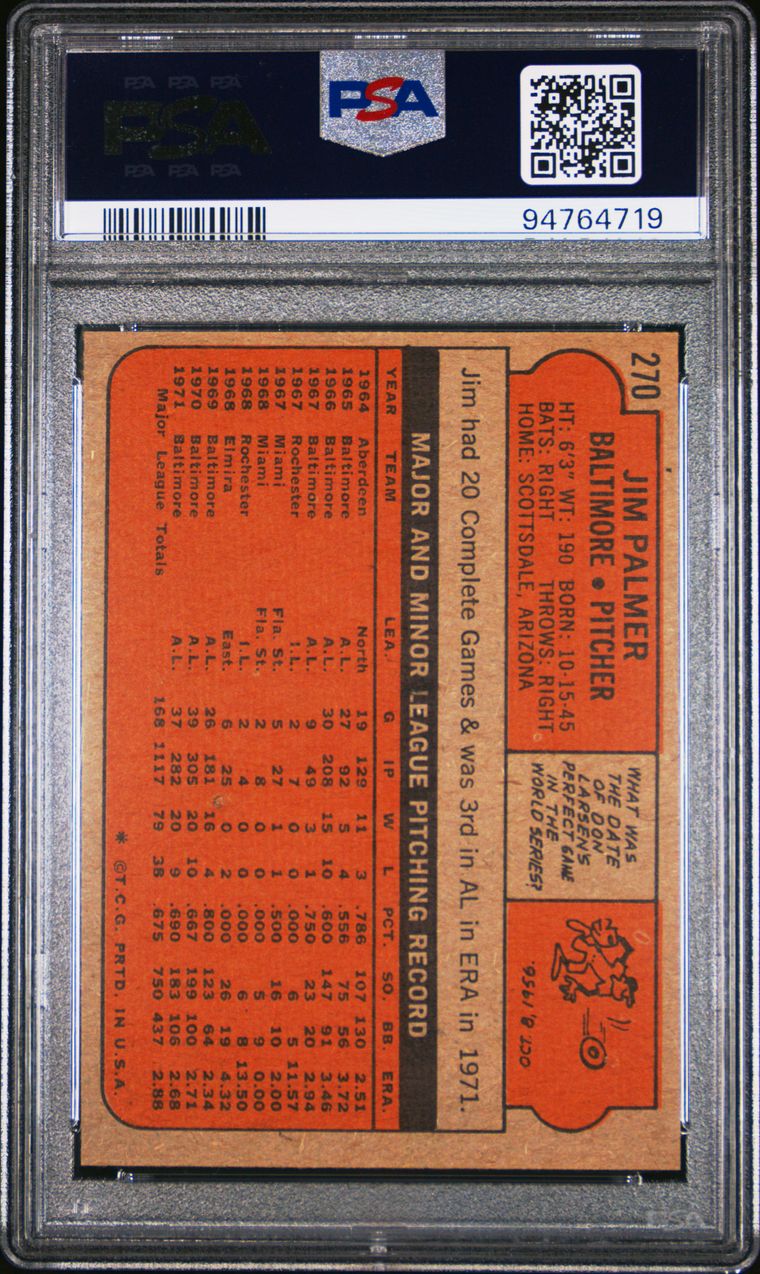 PSA PSA PSA
PSA
PSA PSA PSA
PSA
94764719
270
JIM PALMER
BALTIMORE • PITCHER
HT: 6'3" WT: 190 BORN: 10-15-45
BATS: RIGHT THROWS: RIGHT
HOME: SCOTTSDALE, ARIZONA
WHAT WAS
THE DATE
OF DON
LARSEN'S
PERFECT GAME
IN THE
WORLD SERIES?
OCT. 8, 1956.
Jim had 20 Complete Games & was 3rd in AL in ERA in 1971.
MAJOR AND MINOR LEAGUE PITCHING RECORD
YEAR TEAM LEA. G IP W L PCT. SO. BB. ERA.
1964 Aberdeen North 19 129 11 3 .786 107 130 2.51
1965 Baltimore A.L. 27 92 5 4 .556 75 56 3.72
1966 Baltimore A.L. 30 208 15 10 .600 147 91 3.46
1967 Baltimore A.L. 9 49 3 1 .750 23 20 2.94
1967 Rochester I.L. 2 7 0 0 .000 6 5 11.57
1967 Miami Fla. St. 5 27 1 1 .500 16 10 2.00
1968 Miami Fla. St. 2 8 0 0 .000 5 9 0.00
1968 Rochester I.L. 2 4 0 0 .000 6 8 13.50
1968 Elmira East. 6 25 0 2 .000 26 19 4.32
1969 Baltimore A.L. 26 181 16 4 .800 123 64 2.34
1970 Baltimore A.L. 39 305 20 10 .667 199 100 2.71
1971 Baltimore A.L. 37 282 20 9 .690 183 106 2.68
Major League Totals 168 1117 79 38 .675 750 437 2.88
* ©T.C.G. PRTD. IN U.S.A.
PSA